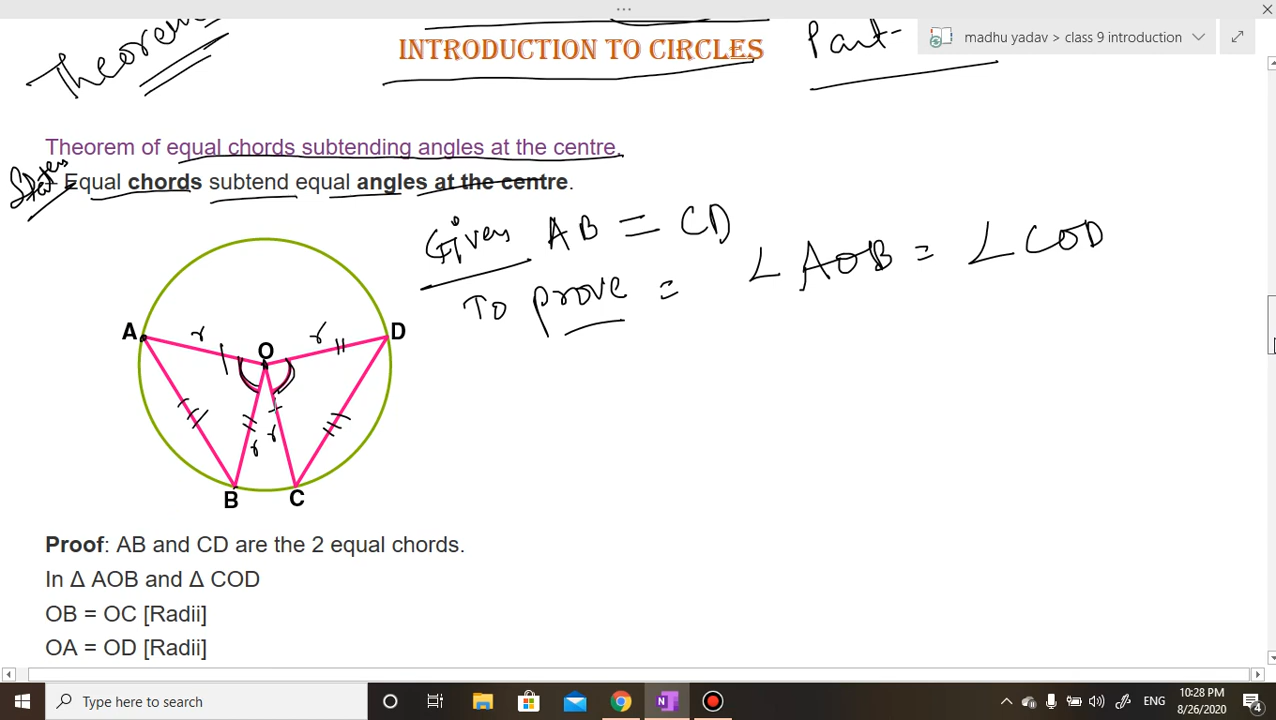 madhu yadav > class 9 introduction
Theorem
INTRODUCTION TO CIRCLES
Part-
Theorem of equal chords subtending angles at the centre.
Equal chords subtend equal angles at the centre.
Given AB = CD
To prove = ∠AOB = ∠COD
A r O r D
r r
B C
Proof: AB and CD are the 2 equal chords.
In Δ AOB and Δ COD
OB = OC [Radii]
OA = OD [Radii]
Type here to search
ENG
10:28 PM
8/26/2020
4